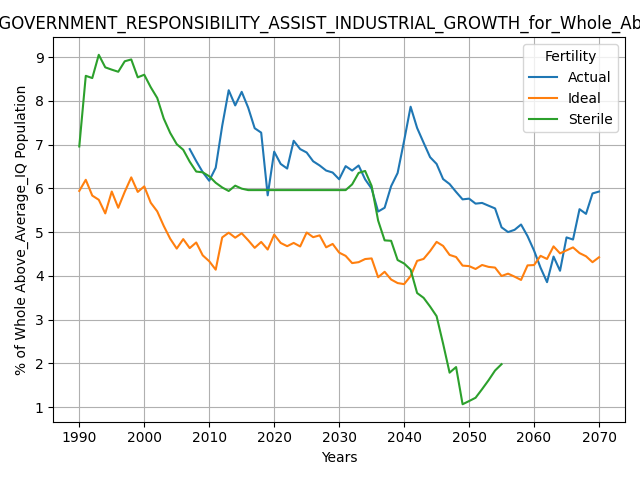 GOVERNMENT_RESPONSIBILITY_ASSIST_INDUSTRIAL_GROWTH_for_Whole_Ab
Fertility
Actual
Ideal
Sterile
% of Whole Above_Average_IQ Population
9
8
7
6
5
4
3
2
1
1990 2000 2010 2020 2030 2040 2050 2060 2070
Years